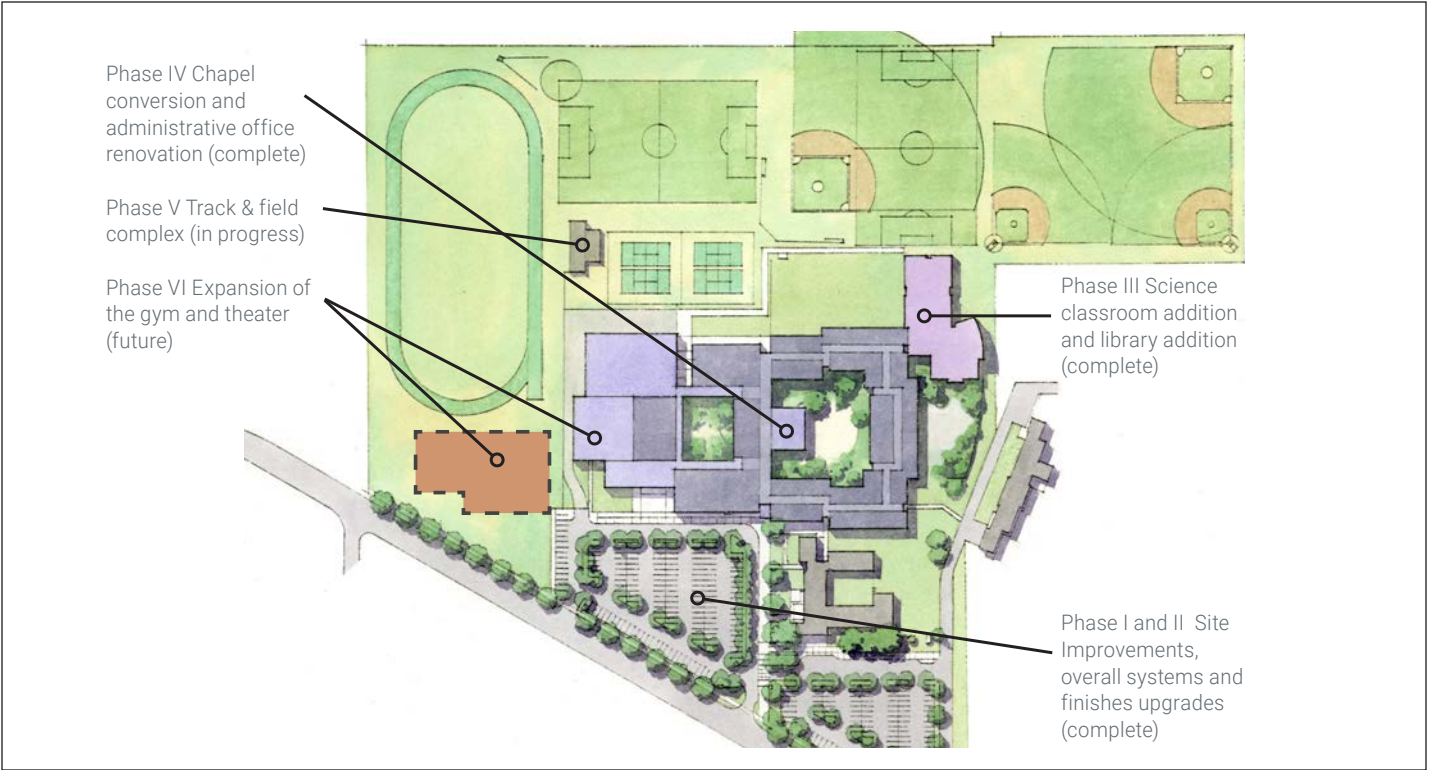 Phase IV Chapel
conversion and
administrative office
renovation (complete)
Phase V Track & field
complex (in progress)
Phase VI Expansion of
the gym and theater
(future)
Phase III Science
classroom addition
and library addition
(complete)
Phase I and II  Site
Improvements,
overall systems and
finishes upgrades
(complete)